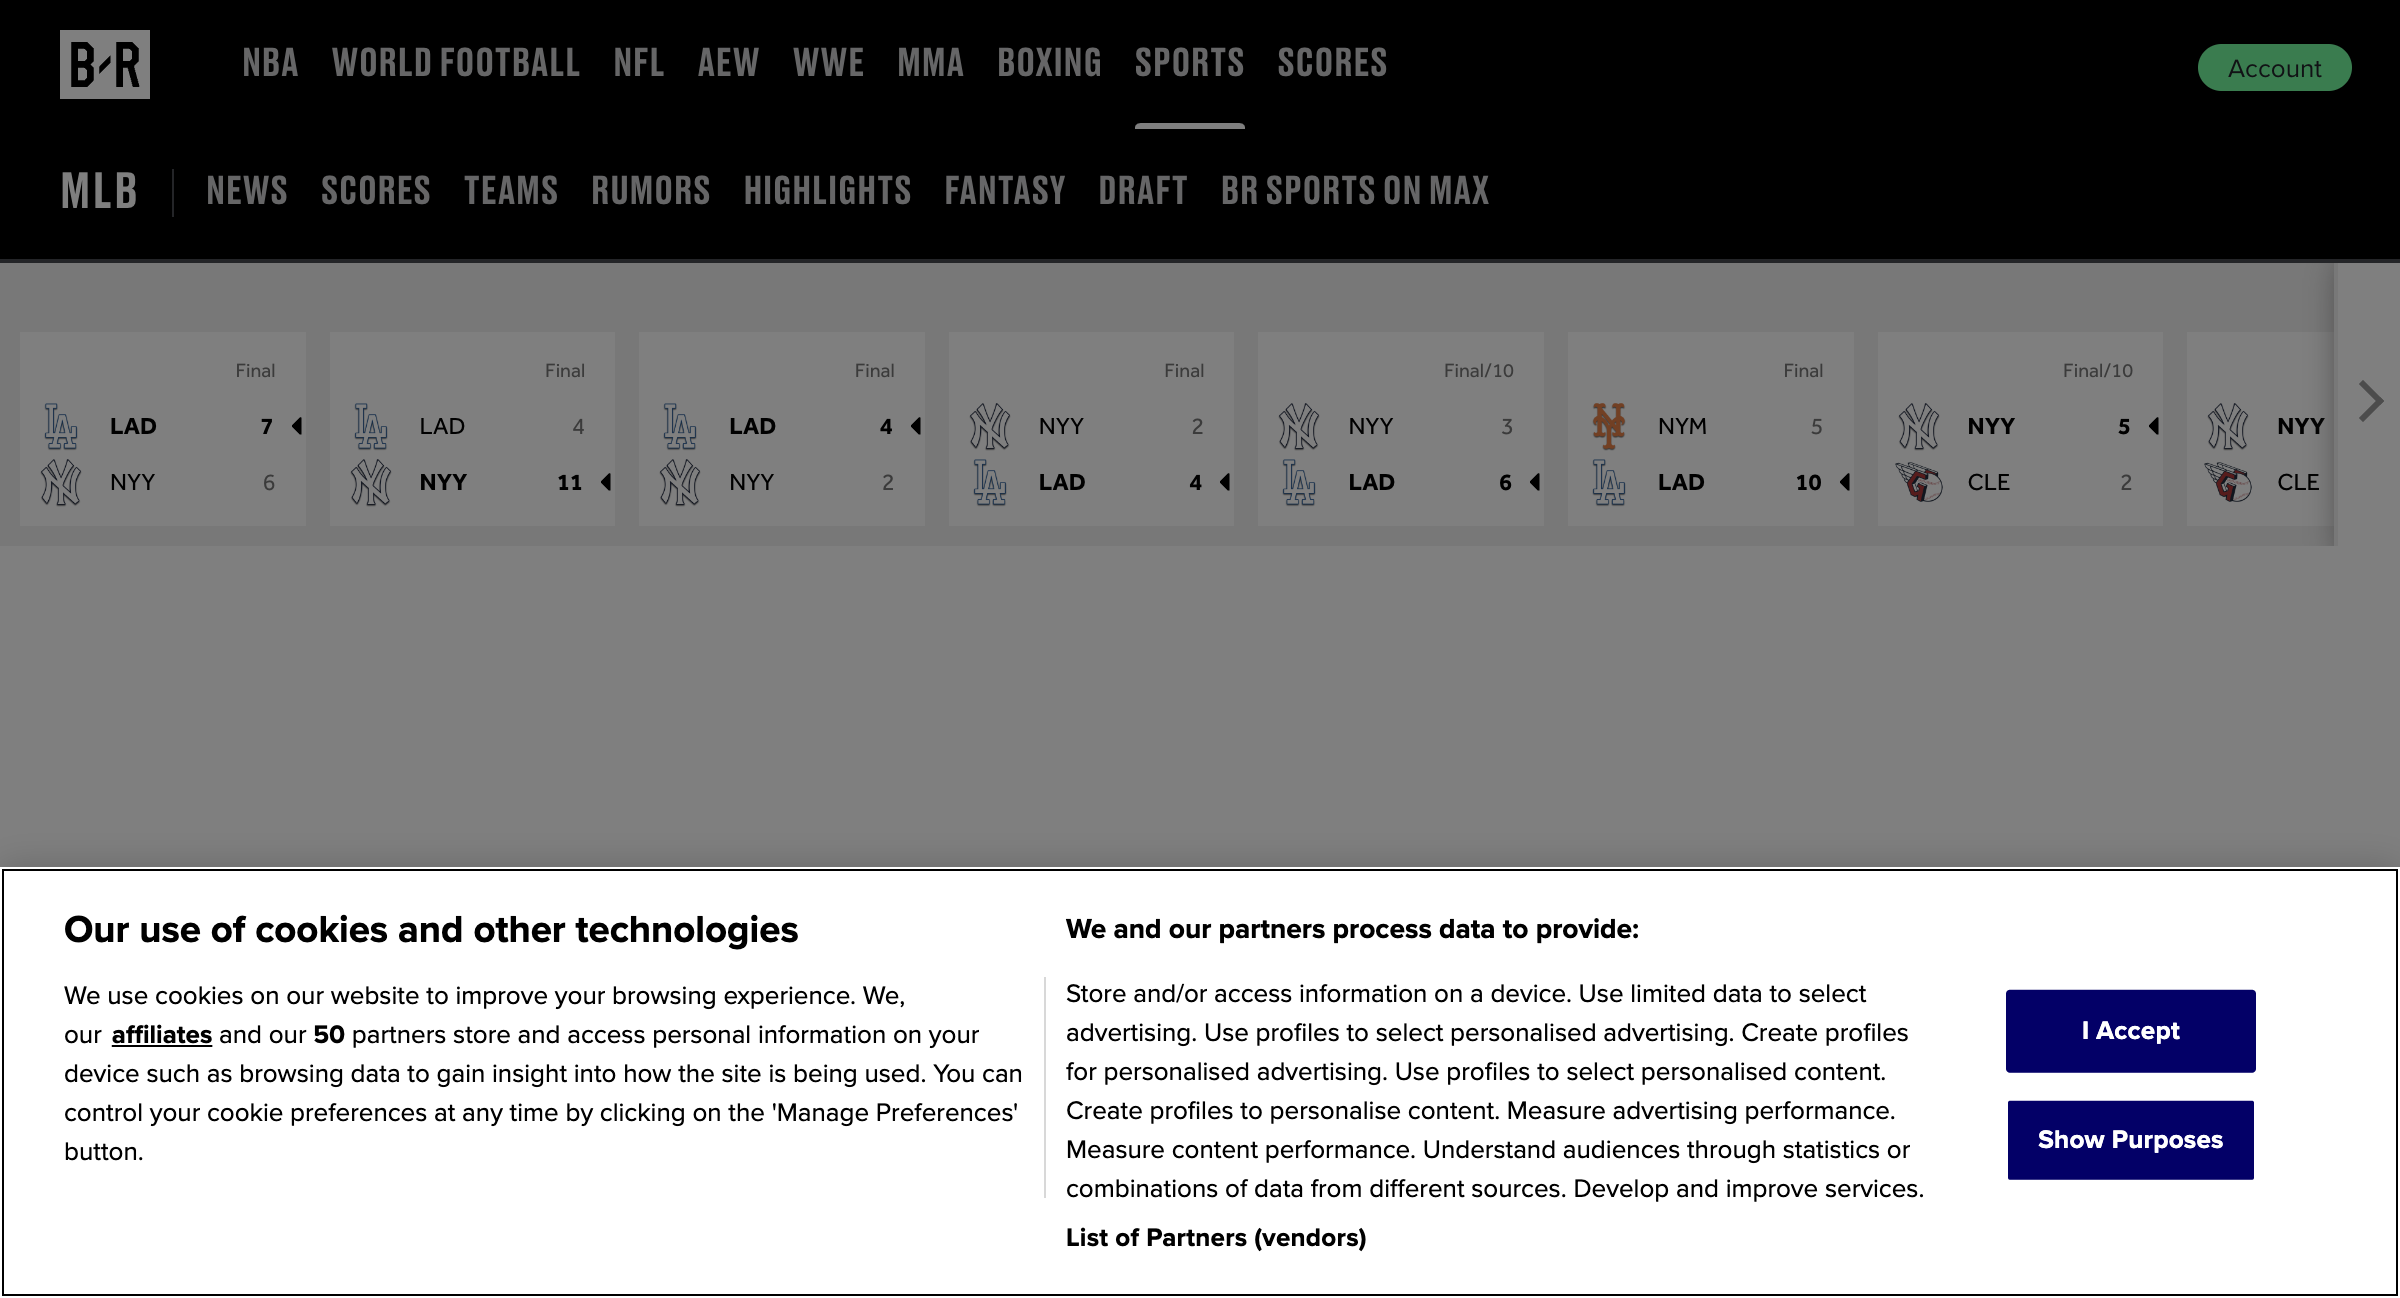 B/R NBA WORLD FOOTBALL NFL AEW WWE MMA BOXING SPORTS SCORES Account
MLB NEWS SCORES TEAMS RUMORS HIGHLIGHTS FANTASY DRAFT BR SPORTS ON MAX
Final
LAD 7
NYY 6
Final
LAD 4
NYY 11
Final
LAD 4
NYY 2
Final
NYY 2
LAD 4
Final/10
NYY 3
LAD 6
Final
NYM 5
LAD 10
Final/10
NYY 5
CLE 2
NYY
CLE
Our use of cookies and other technologies
We use cookies on our website to improve your browsing experience. We,
our affiliates and our 50 partners store and access personal information on your
device such as browsing data to gain insight into how the site is being used. You can
control your cookie preferences at any time by clicking on the 'Manage Preferences'
button.
We and our partners process data to provide:
Store and/or access information on a device. Use limited data to select
advertising. Use profiles to select personalised advertising. Create profiles
for personalised advertising. Use profiles to select personalised content.
Create profiles to personalise content. Measure advertising performance.
Measure content performance. Understand audiences through statistics or
combinations of data from different sources. Develop and improve services.
List of Partners (vendors)
I Accept
Show Purposes